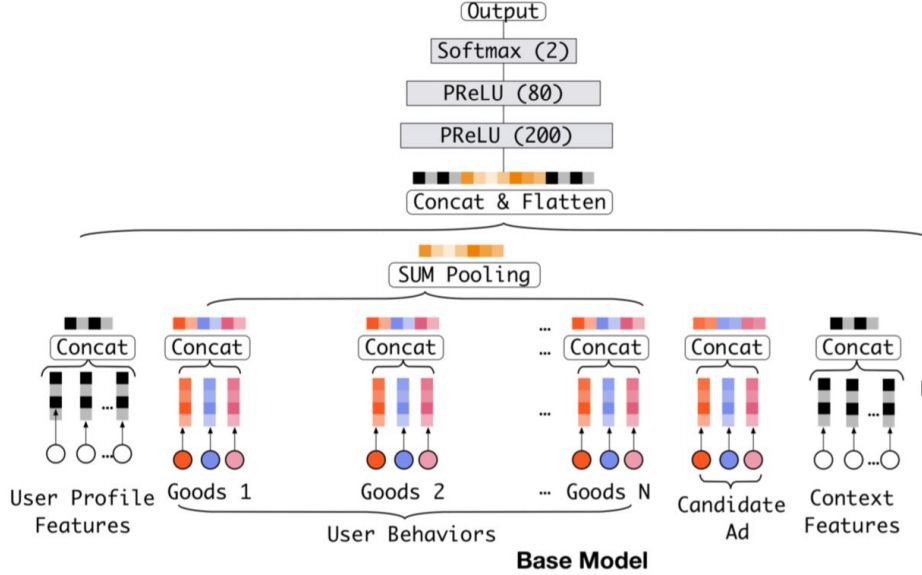 Output
Softmax (2)
PReLU (80)
PReLU (200)
Concat & Flatten
SUM Pooling
...
Concat Concat Concat ... Concat Concat Concat
... ... ...
... ...
User Profile Features
Goods 1 Goods 2 ... Goods N
Candidate Ad
Context Features
User Behaviors
Base Model